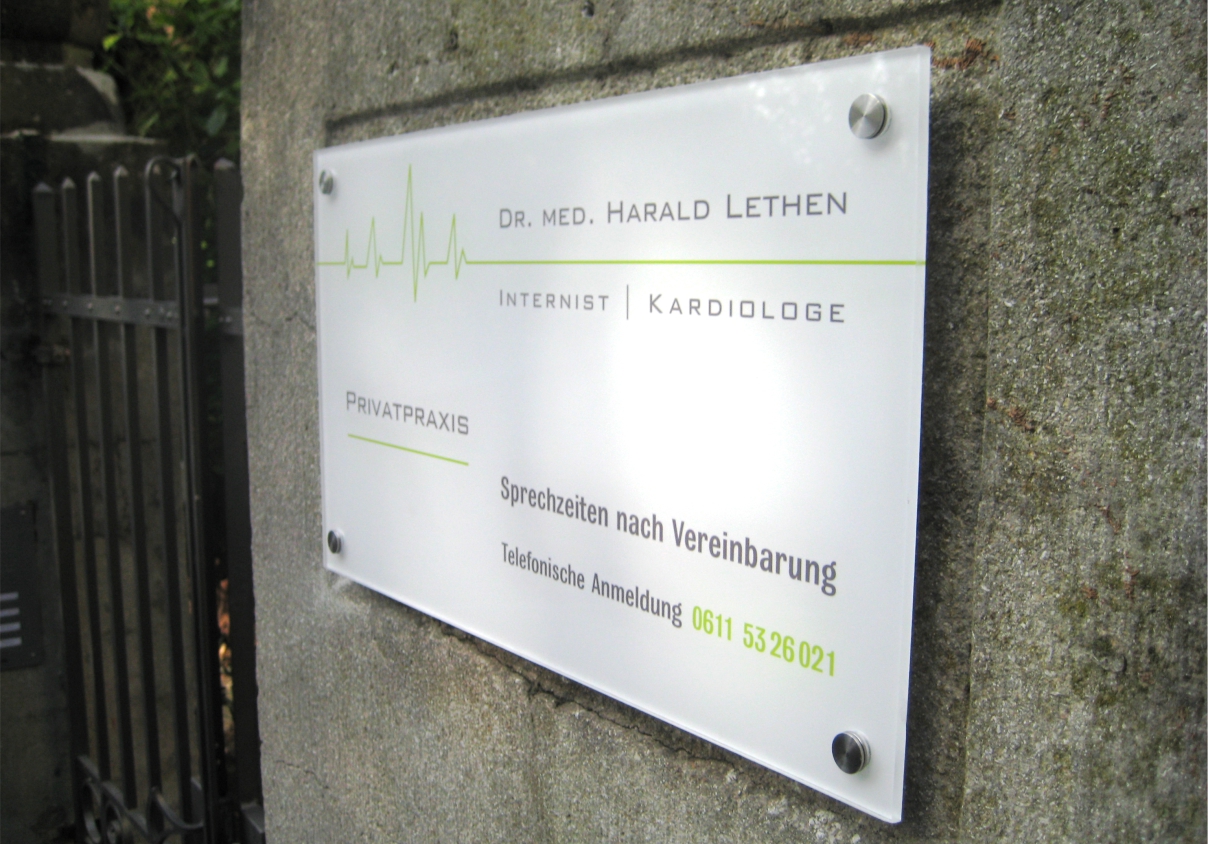 Dr. med. Harald Lethen
Internist | Kardiologe
Privatpraxis
Sprechzeiten nach Vereinbarung
Telefonische Anmeldung 0611 53 26 021